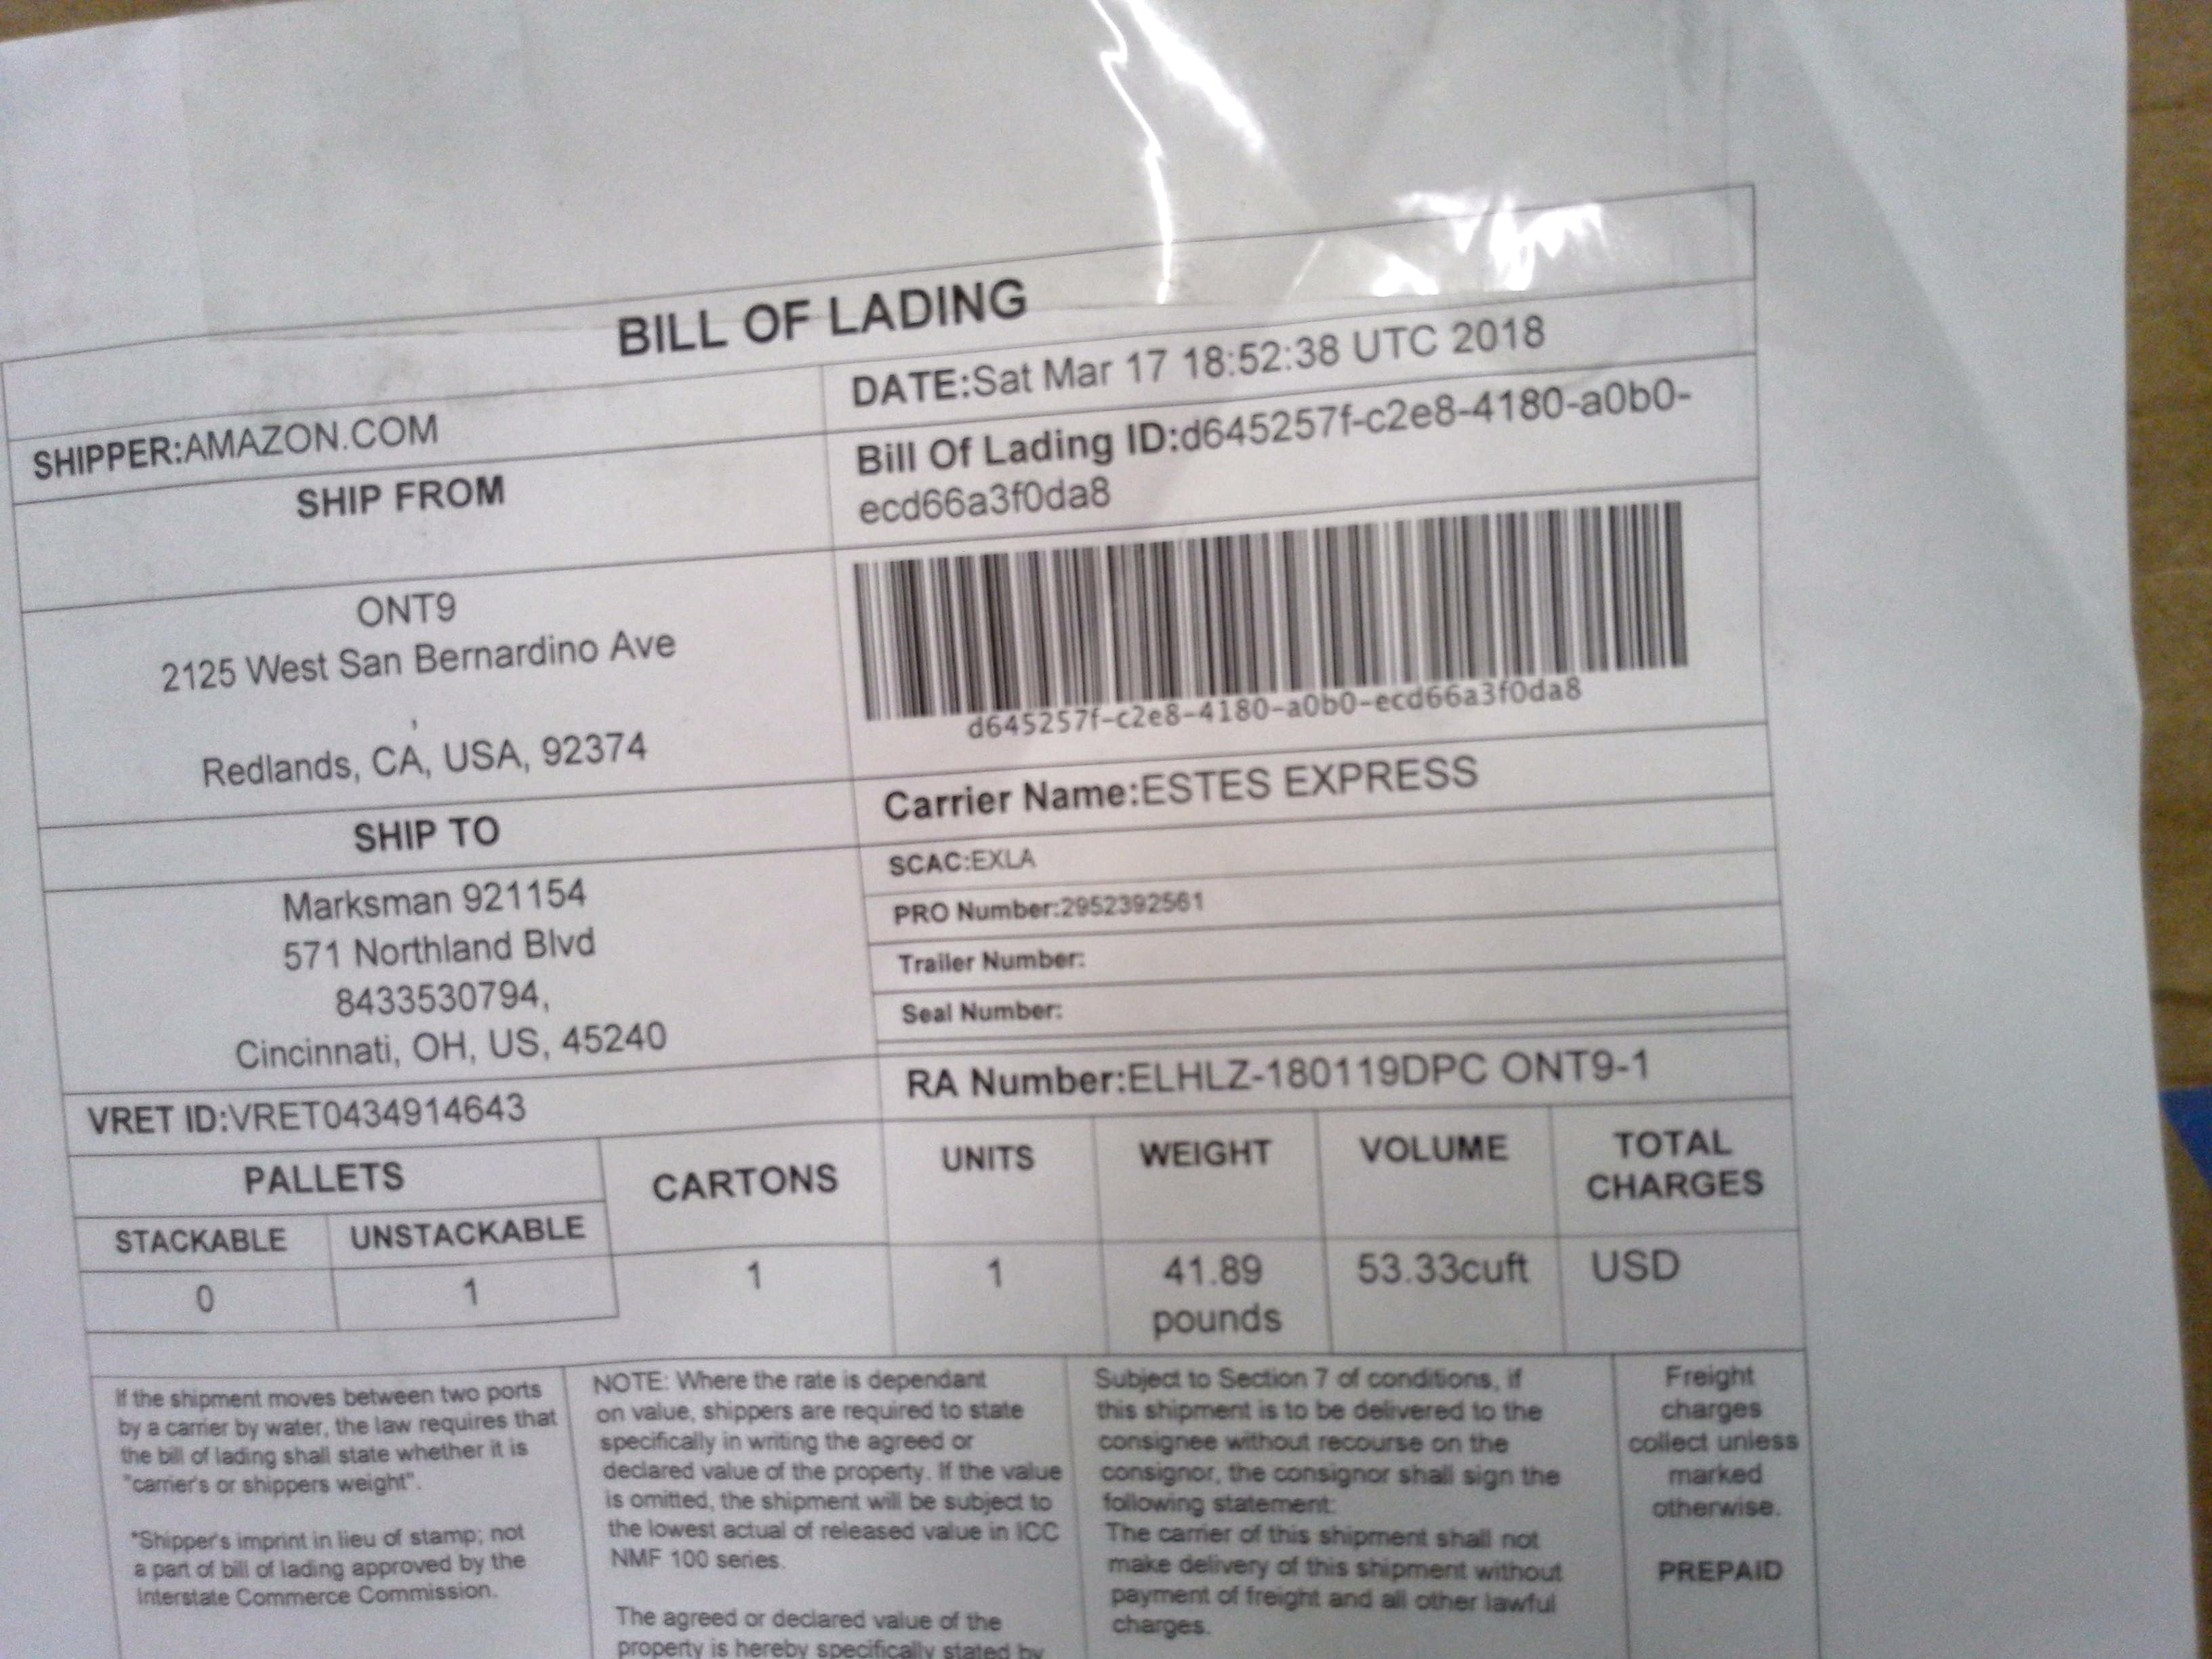 BILL OF LADING
SHIPPER:AMAZON.COM
DATE:Sat Mar 17 18:52:38 UTC 2018
SHIP FROM
Bill Of Lading ID:d645257f-c2e8-4180-a0b0-
ecd66a3f0da8
ONT9
2125 West San Bernardino Ave
,
Redlands, CA, USA, 92374
d645257f-c2e8-4180-a0b0-ecd66a3f0da8
SHIP TO
Carrier Name:ESTES EXPRESS
Marksman 921154
571 Northland Blvd
8433530794,
Cincinnati, OH, US, 45240
SCAC:EXLA
PRO Number:2952392561
Trailer Number:
Seal Number:
VRET ID:VRET0434914643
RA Number:ELHLZ-180119DPC ONT9-1
PALLETS
CARTONS
UNITS
WEIGHT
VOLUME
TOTAL
CHARGES
STACKABLE
UNSTACKABLE
0
1
1
1
41.89
pounds
53.33cuft
USD
If the shipment moves between two ports
by a carrier by water, the law requires that
the bill of lading shall state whether it is
"carrier's or shippers weight".
*Shipper's imprint in lieu of stamp; not
a part of bill of lading approved by the
Interstate Commerce Commission.
NOTE: Where the rate is dependant
on value, shippers are required to state
specifically in writing the agreed or
declared value of the property. If the value
is omitted, the shipment will be subject to
the lowest actual of released value in ICC
NMF 100 series.
The agreed or declared value of the
property is hereby specifically stated by
Subject to Section 7 of conditions, if
this shipment is to be delivered to the
consignee without recourse on the
consignor, the consignor shall sign the
following statement:
The carrier of this shipment shall not
make delivery of this shipment without
payment of freight and all other lawful
charges.
Freight
charges
collect unless
marked
otherwise.
PREPAID